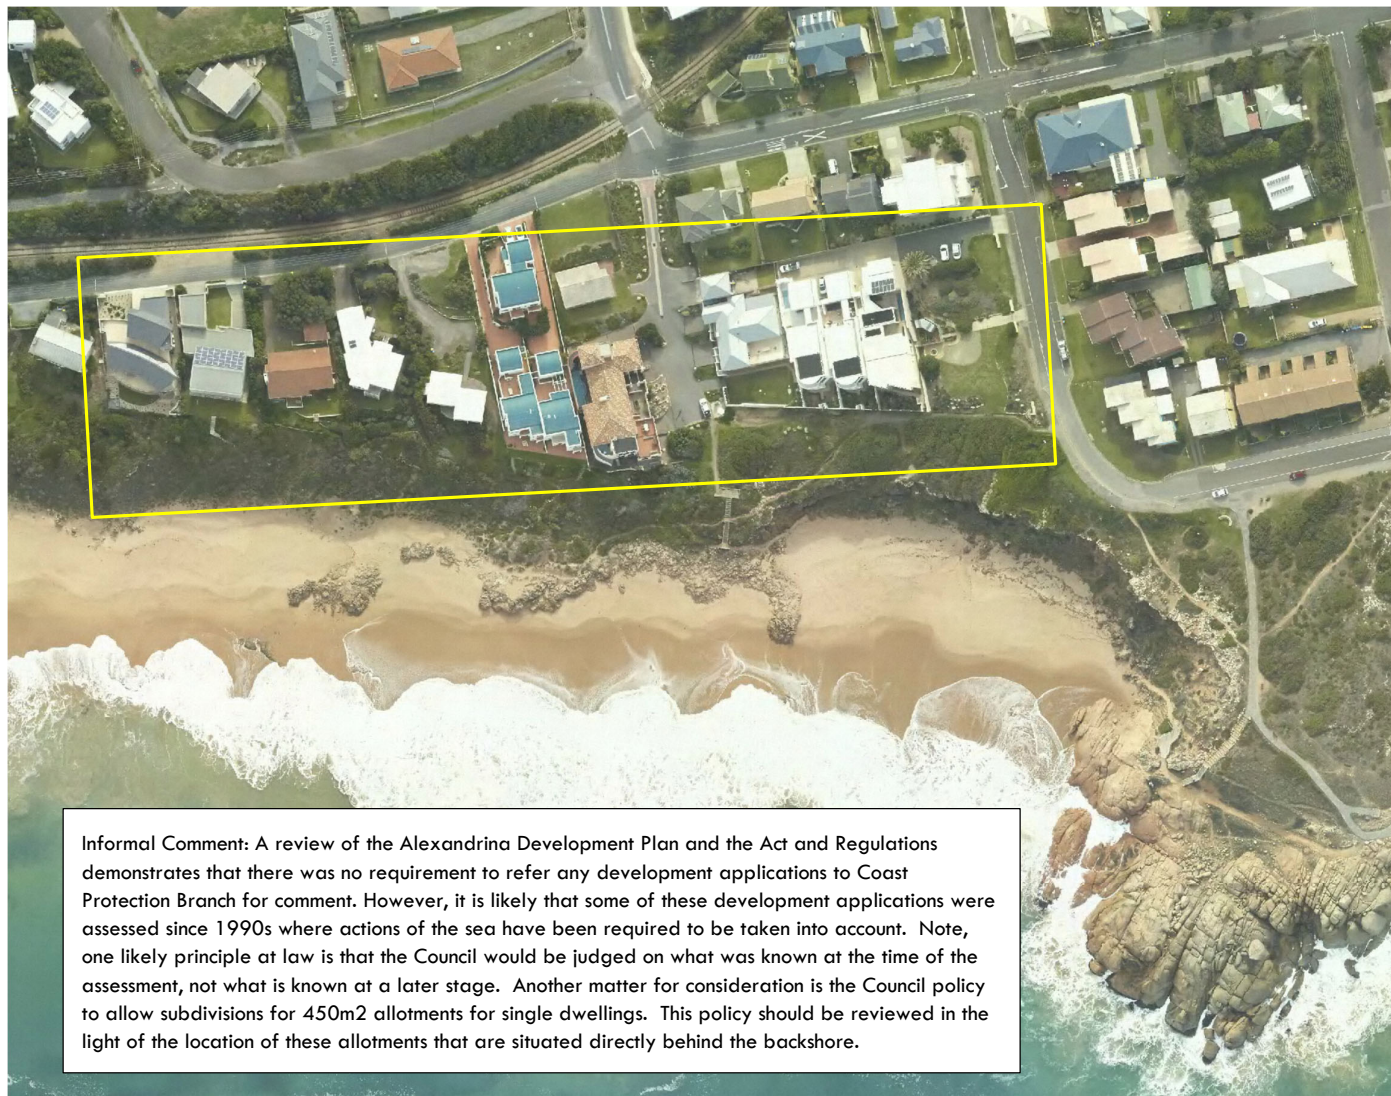 Informal Comment: A review of the Alexandrina Development Plan and the Act and Regulations
demonstrates that there was no requirement to refer any development applications to Coast
Protection Branch for comment. However, it is likely that some of these development applications were
assessed since 1990s where actions of the sea have been required to be taken into account.  Note,
one likely principle at law is that the Council would be judged on what was known at the time of the
assessment, not what is known at a later stage.  Another matter for consideration is the Council policy
to allow subdivisions for 450m2 allotments for single dwellings.  This policy should be reviewed in the
light of the location of these allotments that are situated directly behind the backshore.